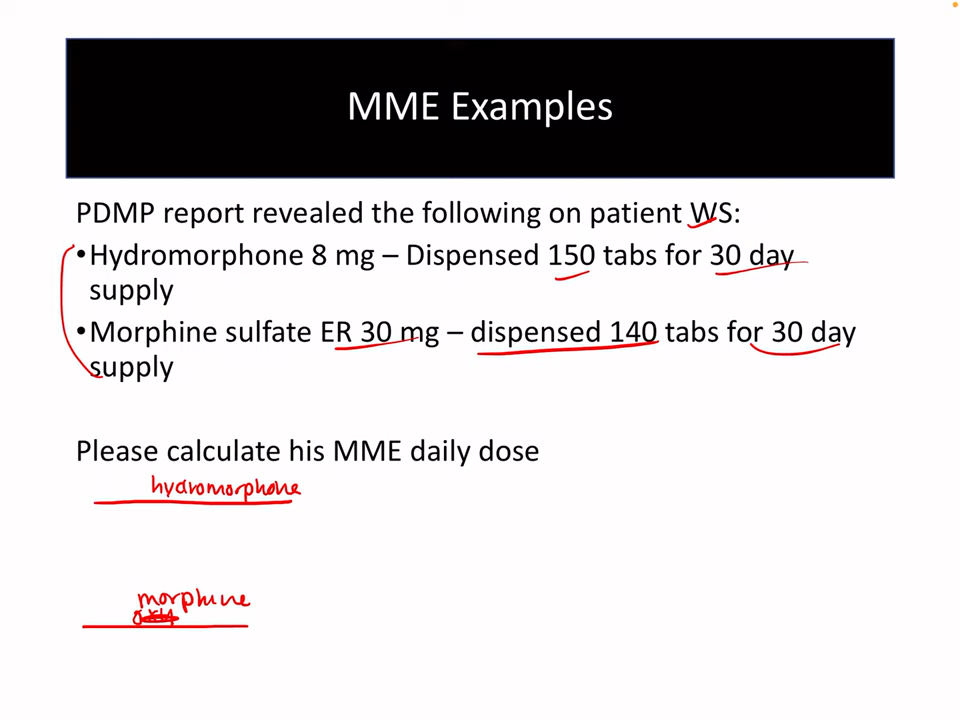 MME Examples
PDMP report revealed the following on patient WS:
•Hydromorphone 8 mg – Dispensed 150 tabs for 30 day
supply
•Morphine sulfate ER 30 mg – dispensed 140 tabs for 30 day
supply
Please calculate his MME daily dose
hydromorphone
morphine